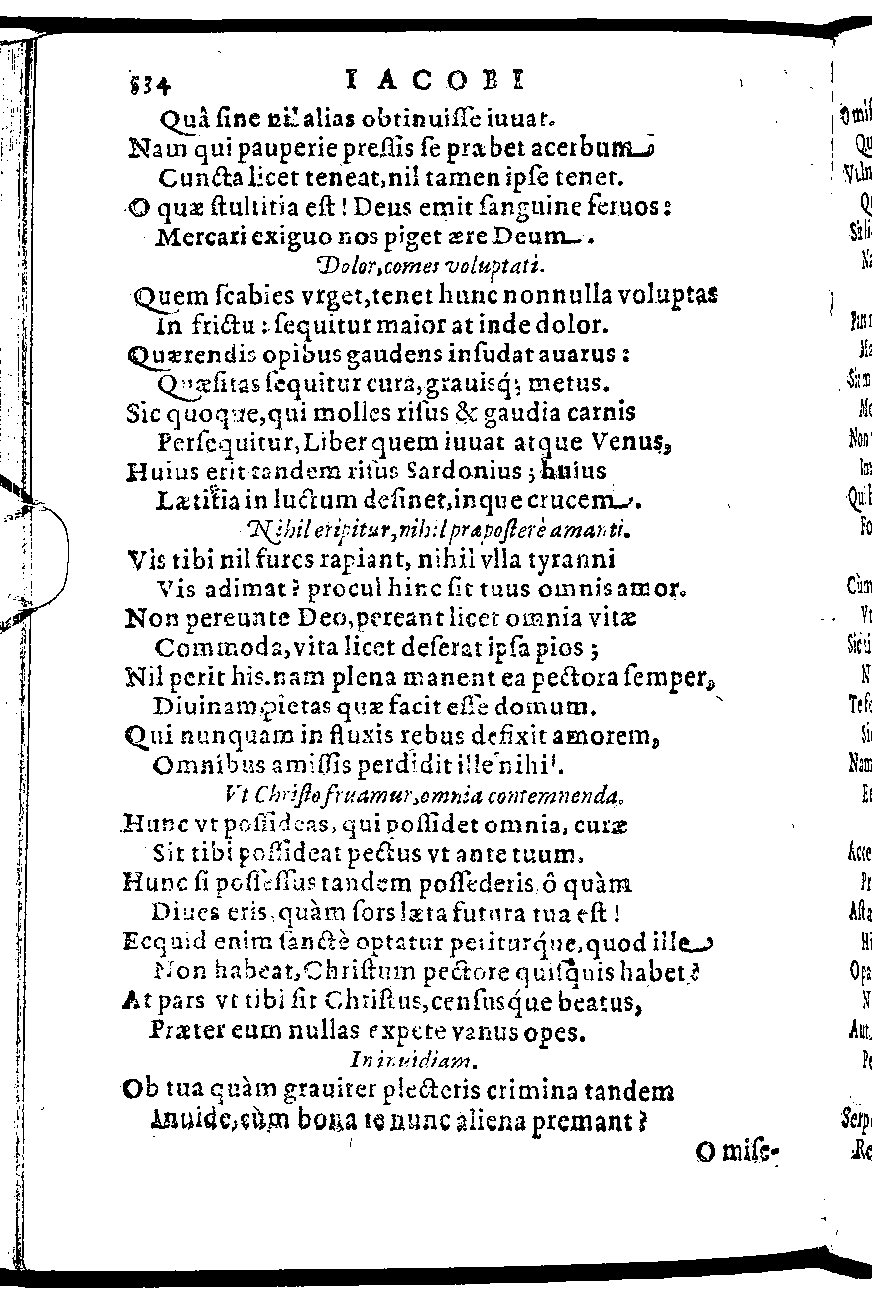 834 IACOBI
Quâ ſine nil alias obtinuiſſe iuuat.
Nam qui pauperie preſſis ſe præbet acerbum,
Cuncta licet teneat, nil tamen ipſe tenet.
O quæ ſtultitia eſt! Deus emit ſanguine ſeruos:
Mercari exiguo nos piget ære Deum.
Dolor, comes voluptati.
Quem ſcabies vrget, tenet hunc nonnulla voluptas
In frictu: ſequitur maior at inde dolor.
Quærendis opibus gaudens inſudat auarus:
Quæſitas ſequitur cura, grauisq́; metus.
Sic quoque, qui molles riſus & gaudia carnis
Perſequitur, Liber quem iuuat atque Venus,
Huius erit tandem riſus Sardonius; huius
Lætitia in luctum deſinet, inque crucem.
Nihil eripitur, nihil præpoſterè amanti.
Vis tibi nil fures rapiant, nihil vlla tyranni
Vis adimat? procul hinc ſit tuus omnis amor.
Non pereunte Deo, pereant licet omnia vitæ
Commoda, vita licet deſerat ipſa pios;
Nil perit his. nam plena manent ea pectora ſemper,
Diuinam pietas quæ facit eſſe domum.
Qui nunquam in fluxis rebus defixit amorem,
Omnibus amiſſis perdidit ille nihil.
Vt Chriſto fruamur, omnia contemnenda.
Hunc vt poſſideas, qui poſſidet omnia, curæ
Sit tibi poſſideat pectus vt ante tuum.
Hunc ſi poſſeſſus tandem poſſederis, ô quàm
Diues eris, quàm ſors læta futura tua eſt!
Ecquid enim ſanctè optatur petiturq́ue, quod ille
Non habeat, Chriſtum pectore quiſquis habet?
At pars vt tibi ſit Chriſtus, cenſusq́ue beatus,
Præter eum nullas expete vanus opes.
In inuidiam.
Ob tua quàm grauiter plecteris crimina tandem
Inuide, cùm bona te nunc aliena premant?
O miſe-